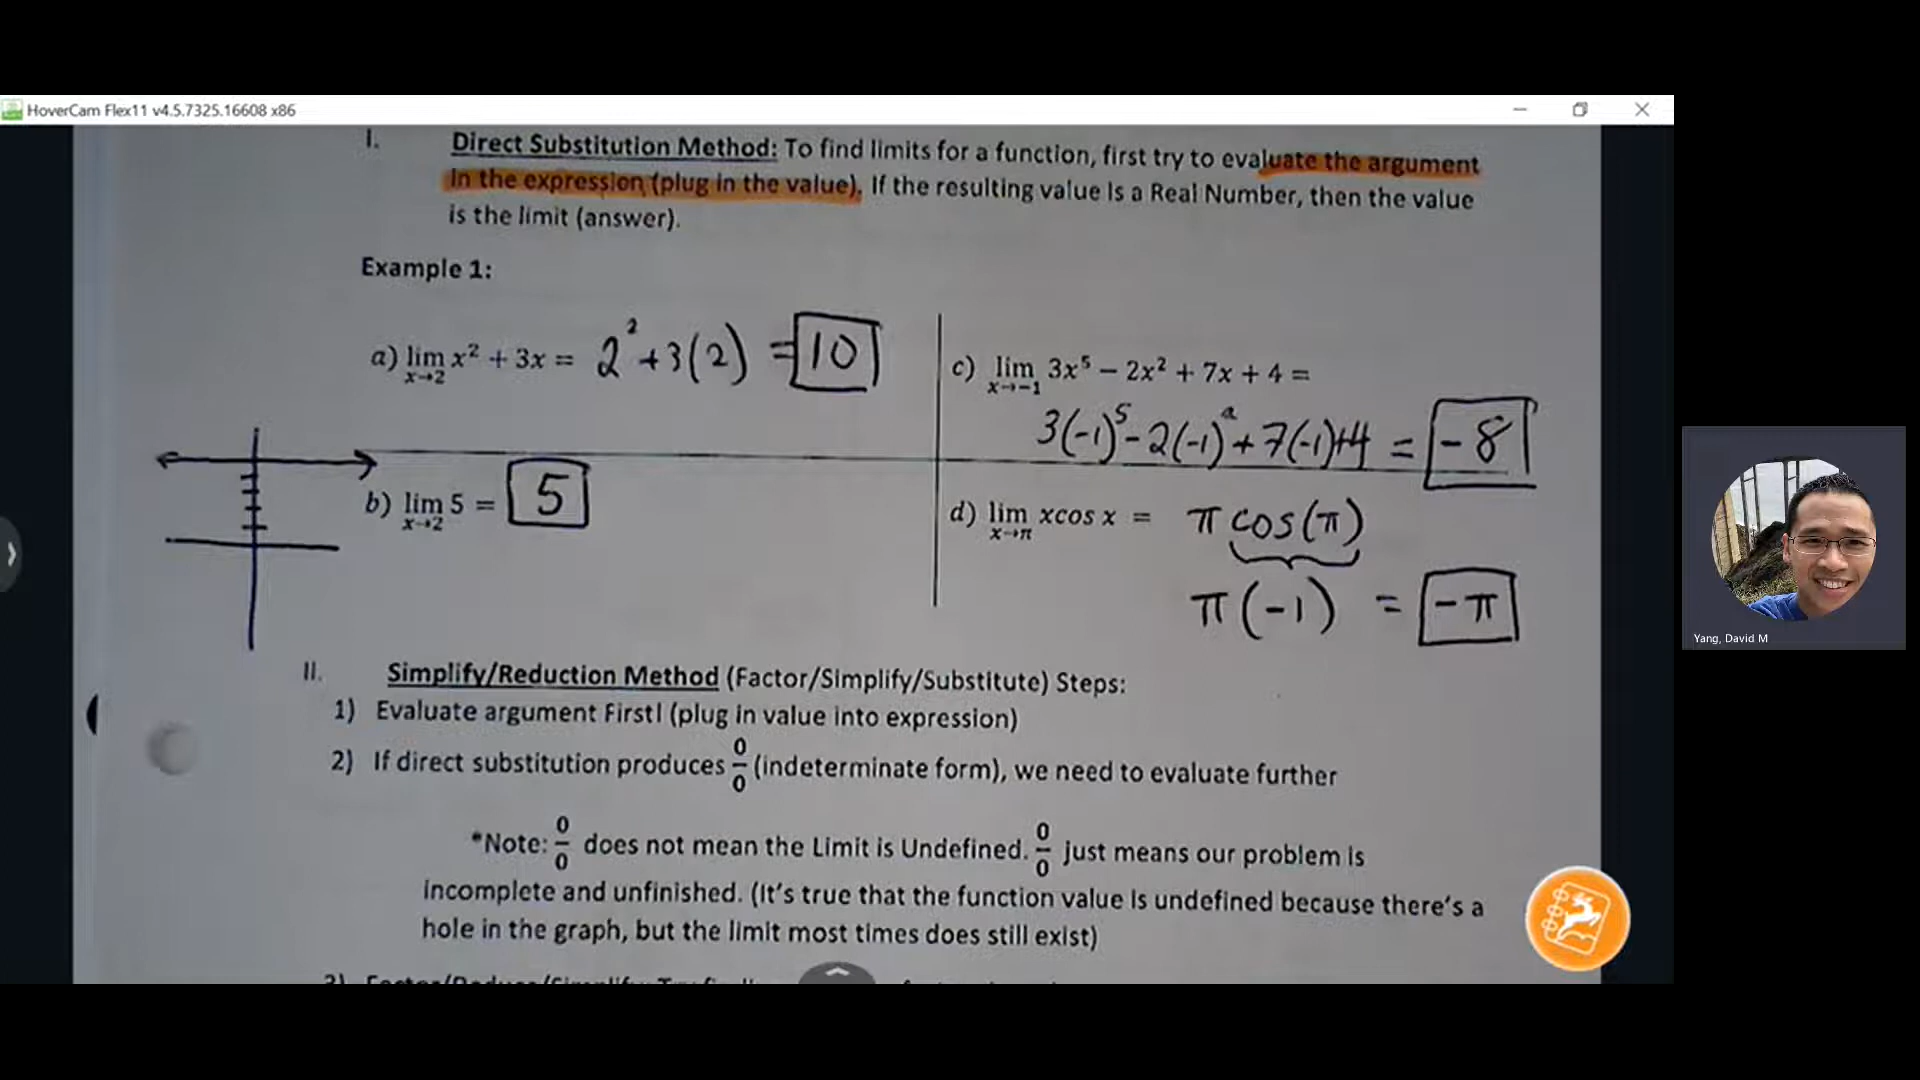 HoverCam Flex11 v4.5.7325.16608 x86
I. Direct Substitution Method: To find limits for a function, first try to evaluate the argument
in the expression (plug in the value). If the resulting value is a Real Number, then the value
is the limit (answer).
Example 1:
a) lim x→2 x² + 3x = 2² + 3(2) = 10
c) lim x→-1 3x⁵ − 2x² + 7x + 4 =
3(-1)⁵ - 2(-1)² + 7(-1)+4 = -8
b) lim x→2 5 = 5
d) lim x→π xcos x = π cos(π)
π(-1) = -π
II. Simplify/Reduction Method (Factor/Simplify/Substitute) Steps:
1) Evaluate argument First! (plug in value into expression)
2) If direct substitution produces 0/0 (indeterminate form), we need to evaluate further
*Note: 0/0 does not mean the Limit is Undefined. 0/0 just means our problem is
incomplete and unfinished. (It's true that the function value is undefined because there's a
hole in the graph, but the limit most times does still exist)
Yang, David M